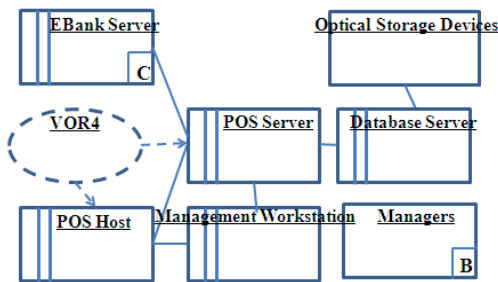 EBank Server
Optical Storage Devices
C
VOR4
POS Server
Database Server
POS Host
Management Workstation
Managers
B